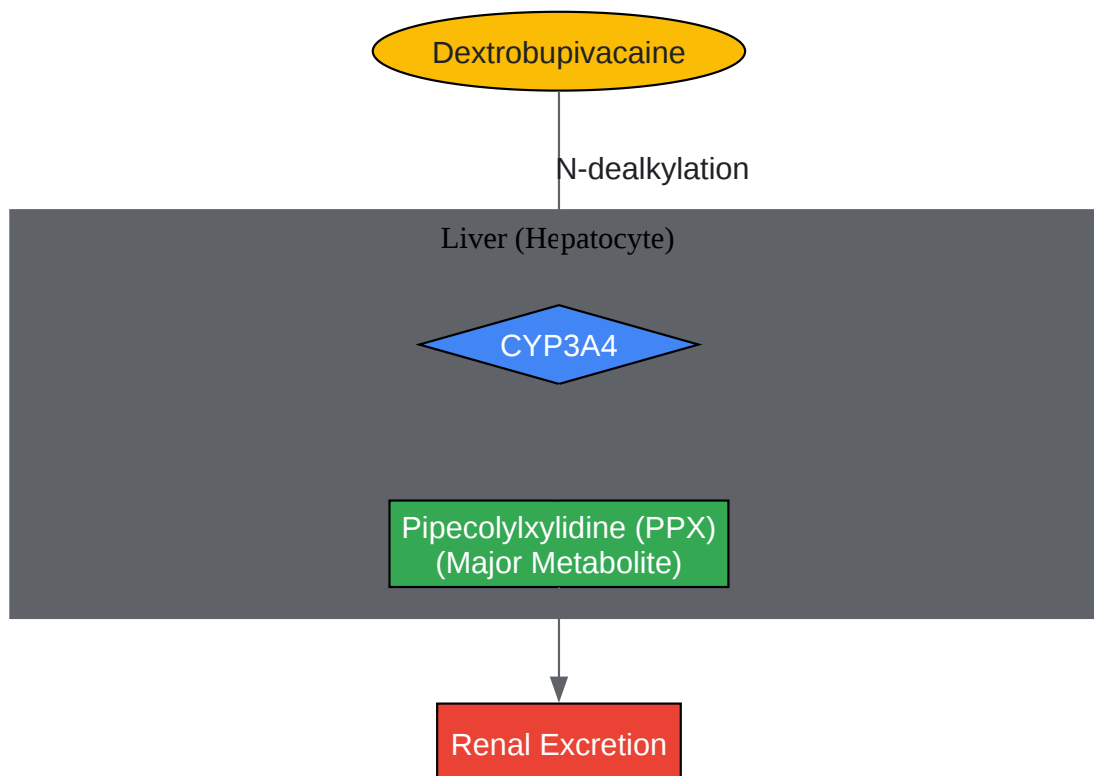 Dextrobupivacaine
N-dealkylation
Liver (Hepatocyte)
CYP3A4
Pipecolylxylidine (PPX)
(Major Metabolite)
Renal Excretion